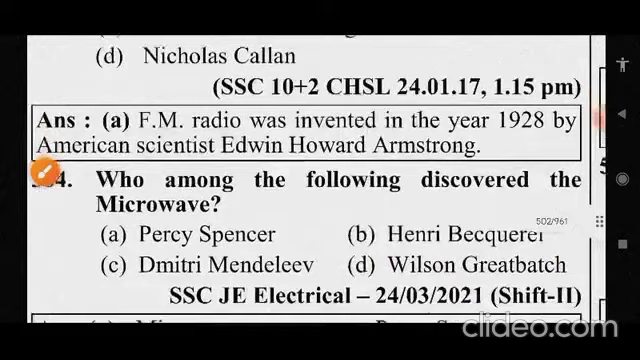 (d) Nicholas Callan
(SSC 10+2 CHSL 24.01.17, 1.15 pm)
Ans : (a) F.M. radio was invented in the year 1928 by
American scientist Edwin Howard Armstrong.
4. Who among the following discovered the
Microwave?
502/961
(a) Percy Spencer (b) Henri Becquerel
(c) Dmitri Mendeleev (d) Wilson Greatbatch
SSC JE Electrical – 24/03/2021 (Shift-II)
clideo.com